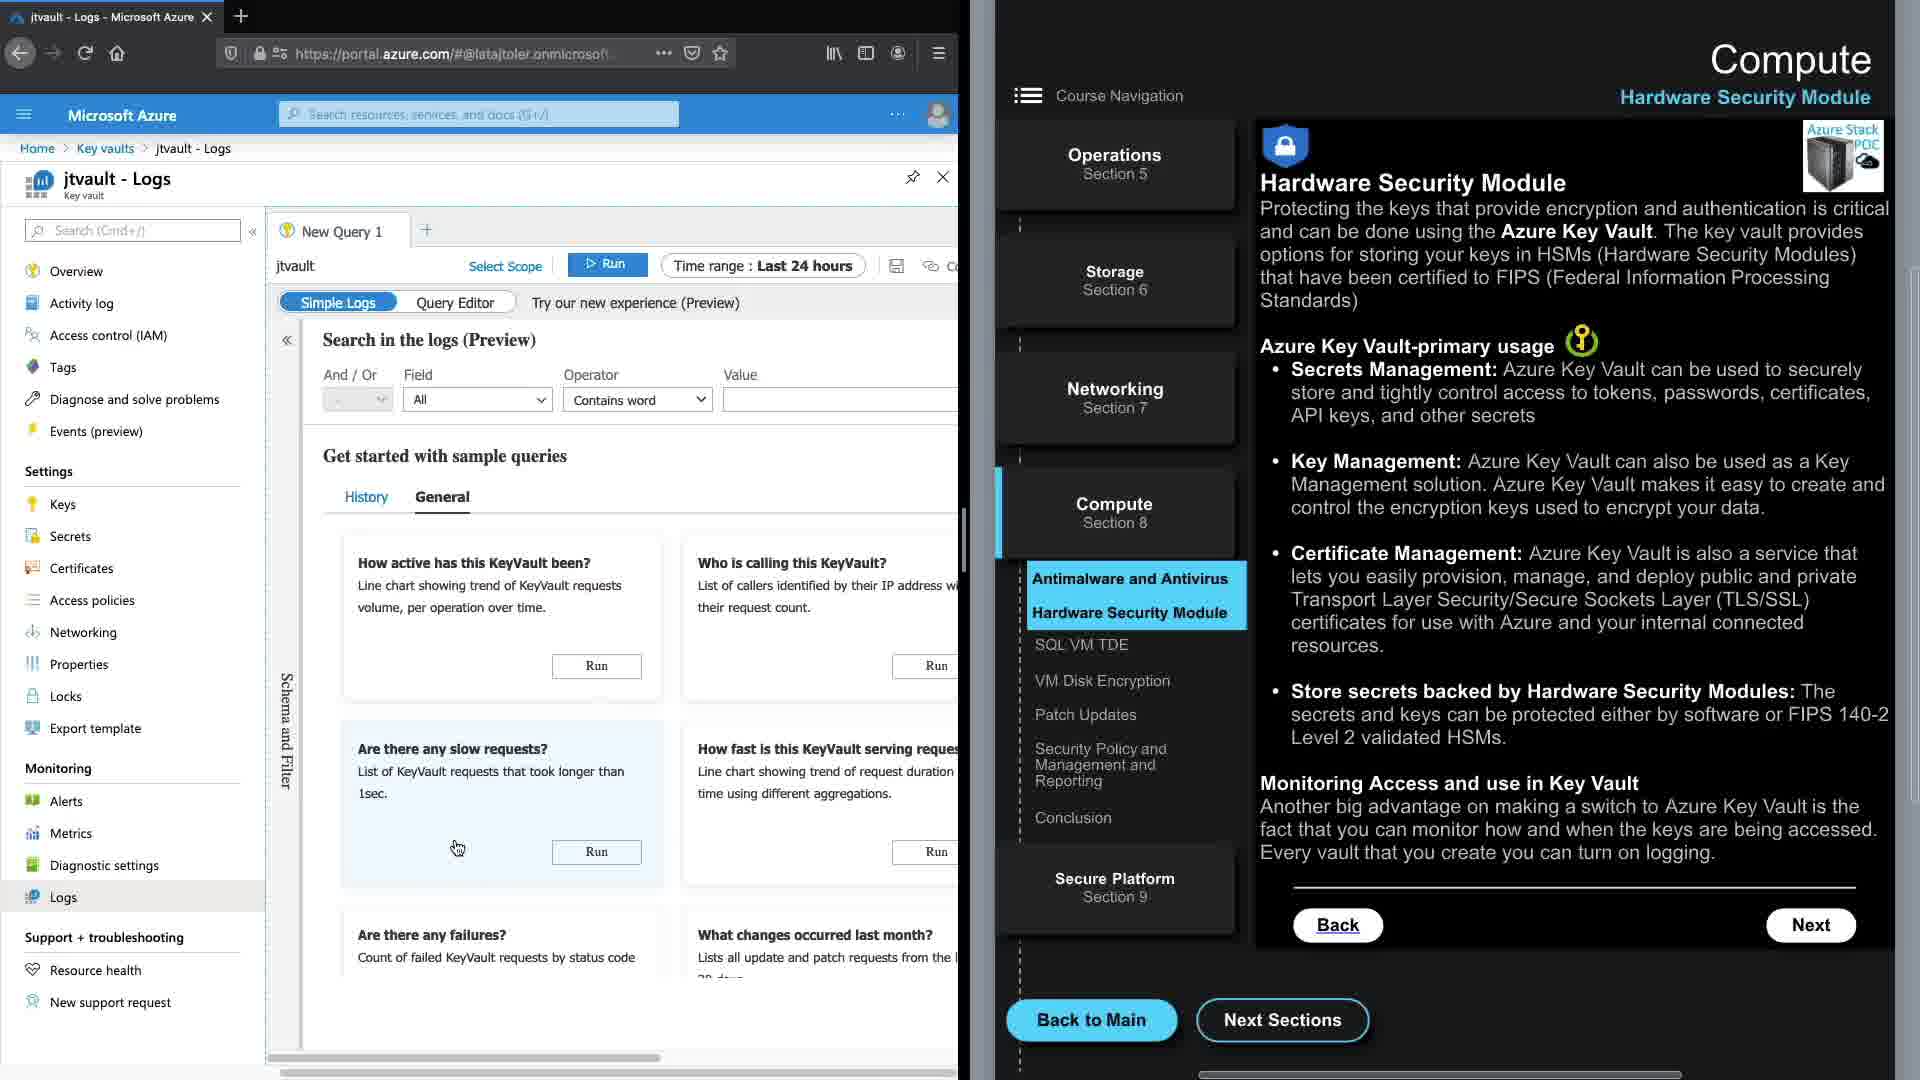 jtvault - Logs - Microsoft Azure
https://portal.azure.com/#@latajtoler.onmicrosoft
Microsoft Azure
Search resources, services, and docs (G+/)
Home > Key vaults > jtvault - Logs
jtvault - Logs
Key vault
Search (Cmd+/)
Overview
Activity log
Access control (IAM)
Tags
Diagnose and solve problems
Events (preview)
Settings
Keys
Secrets
Certificates
Access policies
Networking
Properties
Locks
Export template
Monitoring
Alerts
Metrics
Diagnostic settings
Logs
Support + troubleshooting
Resource health
New support request
New Query 1
jtvault
Select Scope
Run
Time range : Last 24 hours
Co
Simple Logs
Query Editor
Try our new experience (Preview)
Schema and Filter
Search in the logs (Preview)
And / Or
Field
Operator
Value
All
Contains word
Get started with sample queries
History
General
How active has this KeyVault been?
Line chart showing trend of KeyVault requests
volume, per operation over time.
Run
Who is calling this KeyVault?
List of callers identified by their IP address wi
their request count.
Run
Are there any slow requests?
List of KeyVault requests that took longer than
1sec.
Run
How fast is this KeyVault serving reques
Line chart showing trend of request duration
time using different aggregations.
Run
Are there any failures?
Count of failed KeyVault requests by status code
What changes occurred last month?
Lists all update and patch requests from the l
Compute
Hardware Security Module
Course Navigation
Operations
Section 5
Storage
Section 6
Networking
Section 7
Compute
Section 8
Antimalware and Antivirus
Hardware Security Module
SQL VM TDE
VM Disk Encryption
Patch Updates
Security Policy and
Management and
Reporting
Conclusion
Secure Platform
Section 9
Azure Stack
POC
Hardware Security Module
Protecting the keys that provide encryption and authentication is critical
and can be done using the Azure Key Vault. The key vault provides
options for storing your keys in HSMs (Hardware Security Modules)
that have been certified to FIPS (Federal Information Processing
Standards)
Azure Key Vault-primary usage
• Secrets Management: Azure Key Vault can be used to securely
store and tightly control access to tokens, passwords, certificates,
API keys, and other secrets
• Key Management: Azure Key Vault can also be used as a Key
Management solution. Azure Key Vault makes it easy to create and
control the encryption keys used to encrypt your data.
• Certificate Management: Azure Key Vault is also a service that
lets you easily provision, manage, and deploy public and private
Transport Layer Security/Secure Sockets Layer (TLS/SSL)
certificates for use with Azure and your internal connected
resources.
• Store secrets backed by Hardware Security Modules: The
secrets and keys can be protected either by software or FIPS 140-2
Level 2 validated HSMs.
Monitoring Access and use in Key Vault
Another big advantage on making a switch to Azure Key Vault is the
fact that you can monitor how and when the keys are being accessed.
Every vault that you create you can turn on logging.
Back
Next
Back to Main
Next Sections